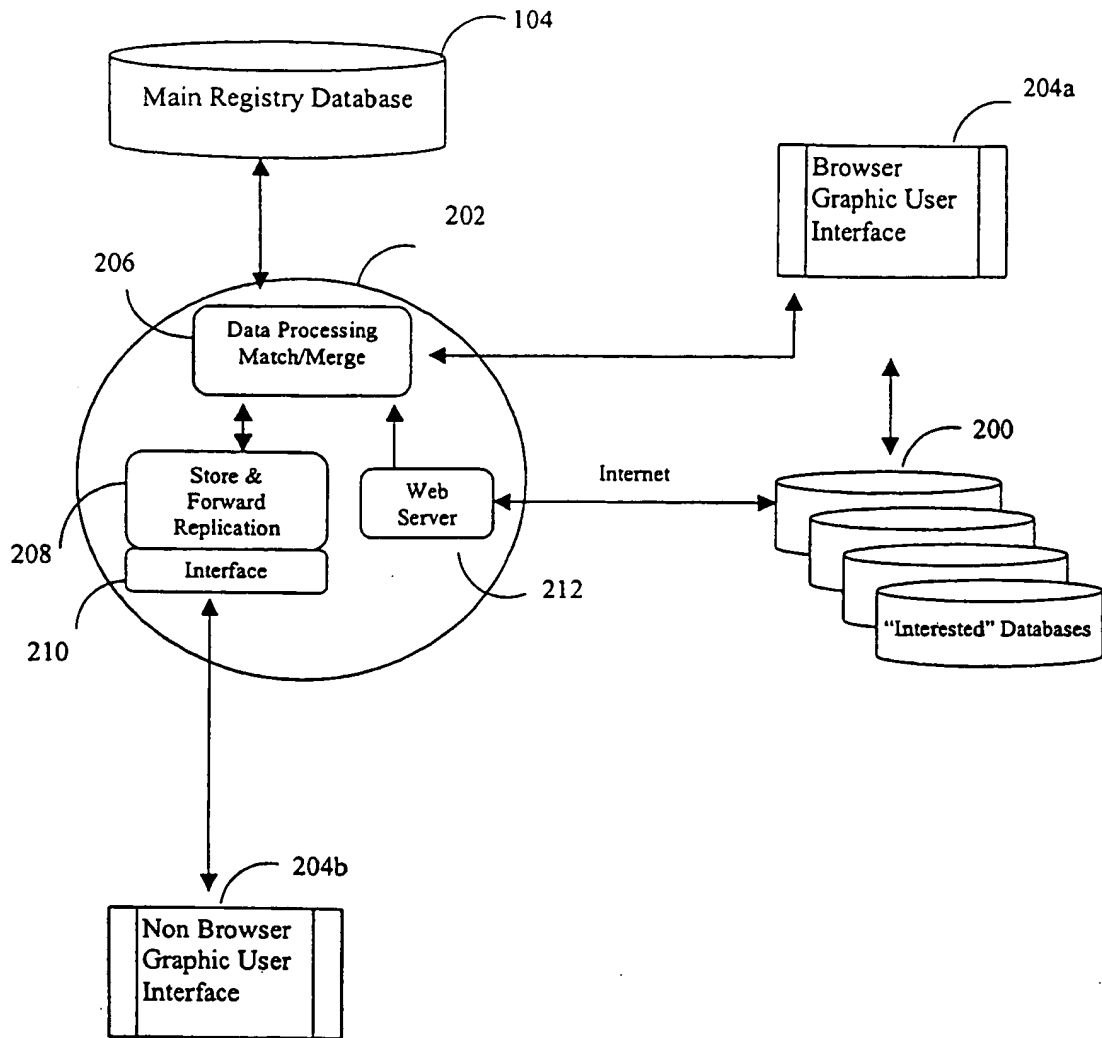 104
Main Registry Database
204a
Browser
Graphic User
Interface
202
206
Data Processing
Match/Merge
200
Store &
Forward
Replication
Web
Server
Internet
208
Interface
212
210
"Interested" Databases
204b
Non Browser
Graphic User
Interface